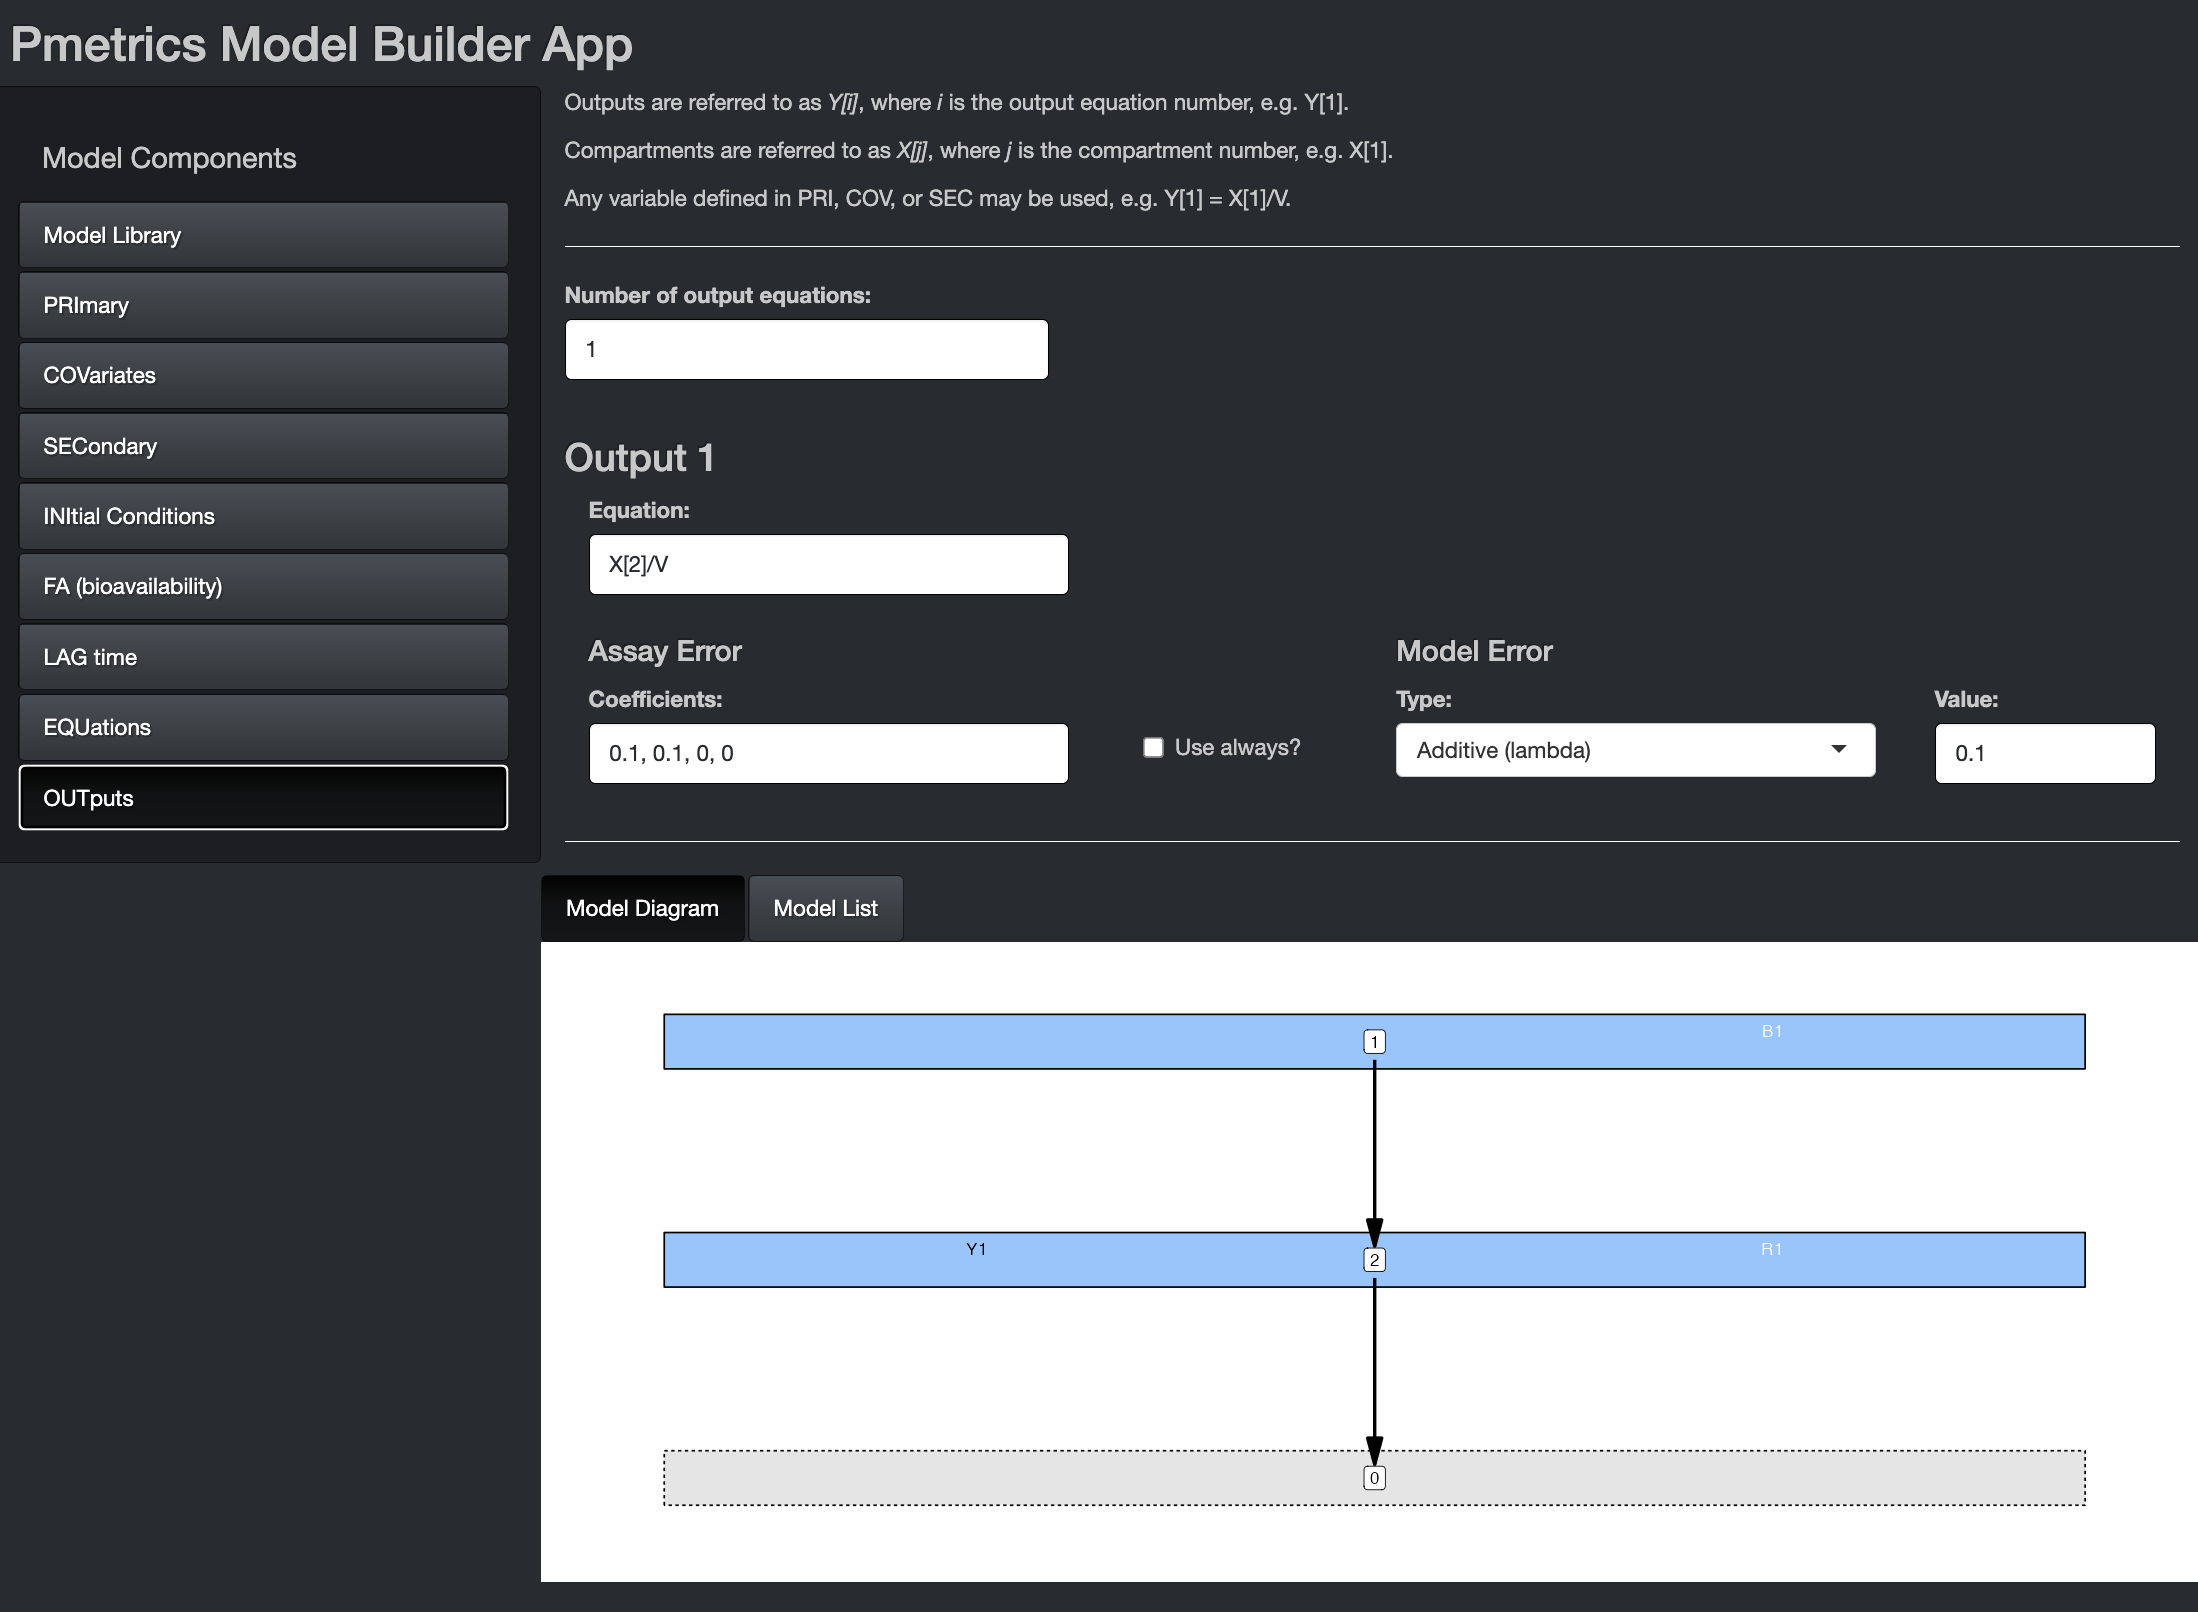 Pmetrics Model Builder App
Model Components
Model Library
PRImary
COVariates
SECondary
INItial Conditions
FA (bioavailability)
LAG time
EQUations
OUTputs
Outputs are referred to as Y[i], where i is the output equation number, e.g. Y[1].
Compartments are referred to as X[j], where j is the compartment number, e.g. X[1].
Any variable defined in PRI, COV, or SEC may be used, e.g. Y[1] = X[1]/V.
Number of output equations:
1
Output 1
Equation:
X[2]/V
Assay Error
Model Error
Coefficients:
Type:
Value:
0.1, 0.1, 0, 0
Use always?
Additive (lambda)
0.1
Model Diagram
Model List
B1
1
Y1
R1
2
0